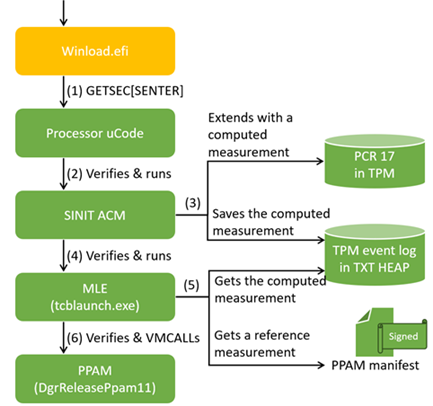 Winload.efi
(1) GETSEC[SENTER]
Processor uCode
Extends with a
computed
measurement
PCR 17
in TPM
(2) Verifies & runs
SINIT ACM
(3)
Saves the computed
measurement
TPM event log
in TXT HEAP
(4) Verifies & runs
MLE
(tcblaunch.exe)
(5)
Gets the computed
measurement
(6) Verifies & VMCALLs
Gets a reference
measurement
Signed
PPAM manifest
PPAM
(DgrReleasePpam11)